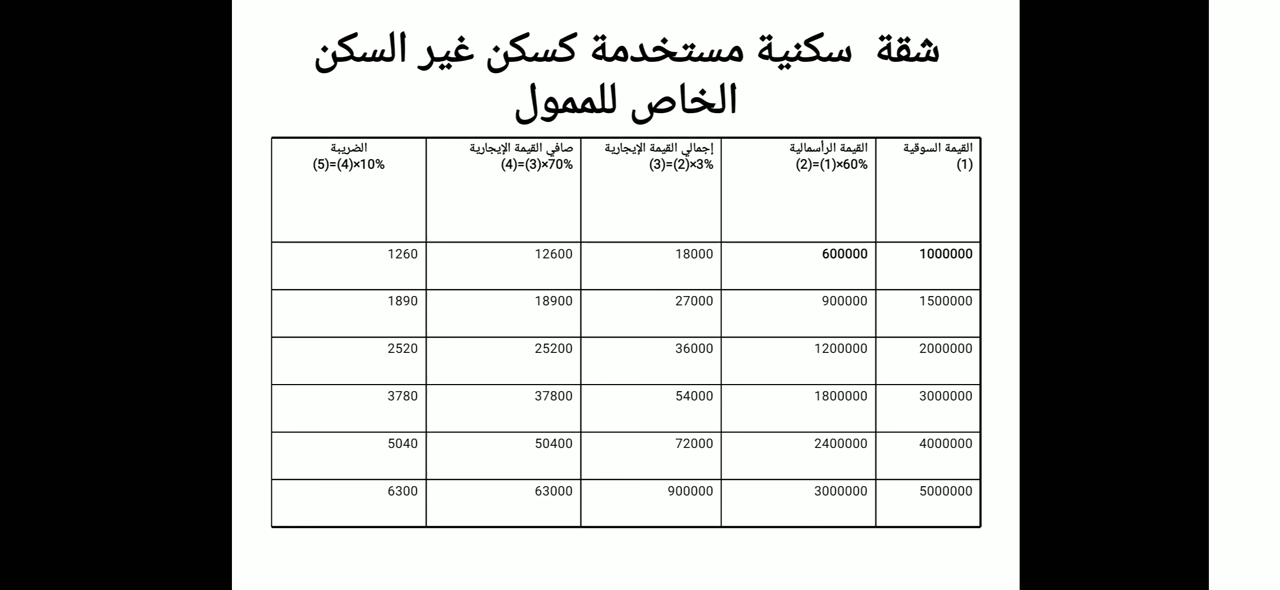 شقة سكنية مستخدمة كسكن غير السكن
الخاص للممول
القيمة السوقية القيمة الرأسمالية إجمالي القيمة الإيجارية صافي القيمة الإيجارية الضريبة
(1) (2)=(1)×60% (3)=(2)×3% (4)=(3)×70% (5)=(4)×10%
1000000 600000 18000 12600 1260
1500000 900000 27000 18900 1890
2000000 1200000 36000 25200 2520
3000000 1800000 54000 37800 3780
4000000 2400000 72000 50400 5040
5000000 3000000 900000 63000 6300